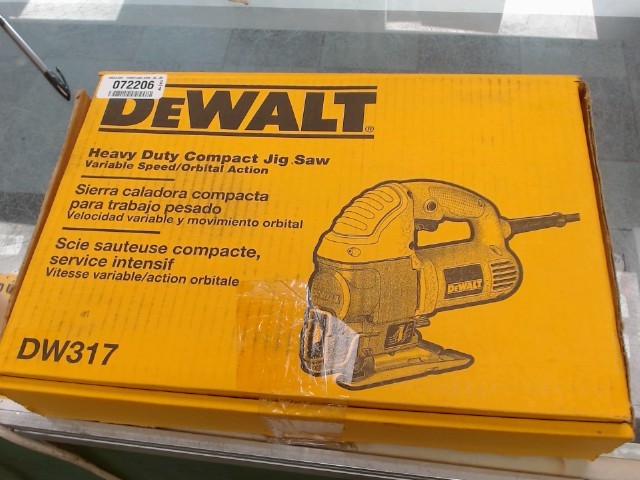 072206
DEWALT
Heavy Duty Compact Jig Saw
Variable Speed/Orbital Action
Sierra caladora compacta
para trabajo pesado
Velocidad variable y movimiento orbital
Scie sauteuse compacte,
service intensif
Vitesse variable/action orbitale
DEWALT
DW317